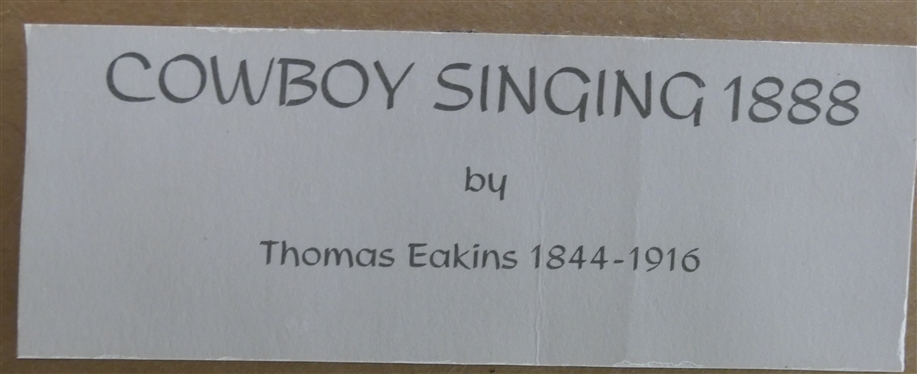 COWBOY SINGING 1888
by
Thomas Eakins 1844-1916